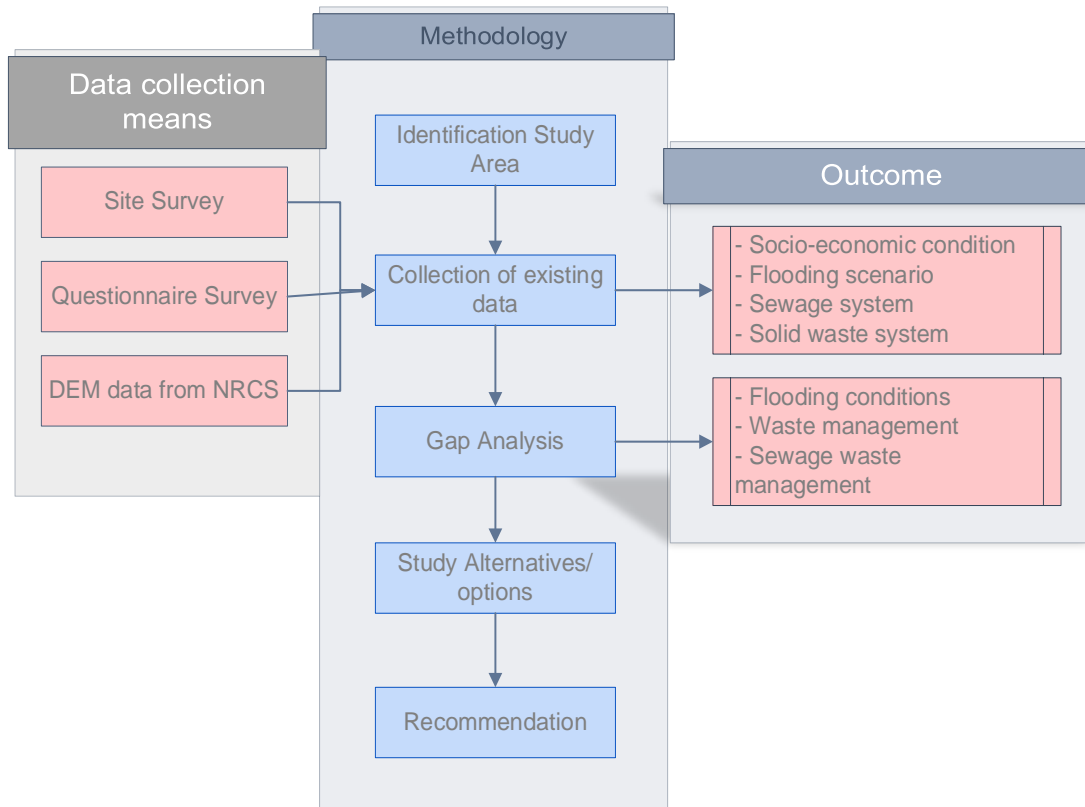 Methodology
Data collection
means
Identification Study
Area
Outcome
Site Survey
- Socio-economic condition
- Flooding scenario
- Sewage system
- Solid waste system
Questionnaire Survey
Collection of existing
data
DEM data from NRCS
- Flooding conditions
- Waste management
- Sewage waste
management
Gap Analysis
Study Alternatives/
options
Recommendation